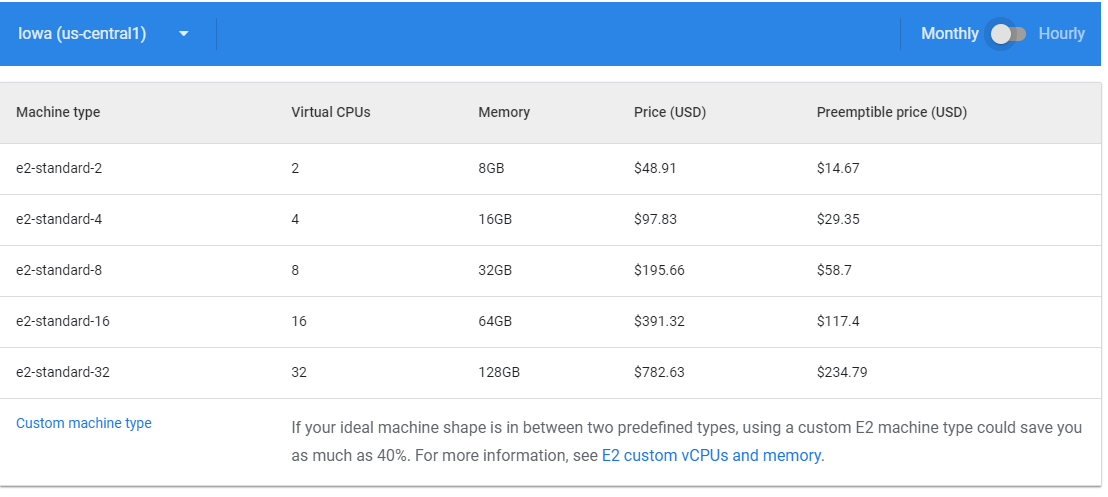 Iowa (us-central1) Monthly Hourly
Machine type Virtual CPUs Memory Price (USD) Preemptible price (USD)
e2-standard-2 2 8GB $48.91 $14.67
e2-standard-4 4 16GB $97.83 $29.35
e2-standard-8 8 32GB $195.66 $58.7
e2-standard-16 16 64GB $391.32 $117.4
e2-standard-32 32 128GB $782.63 $234.79
Custom machine type If your ideal machine shape is in between two predefined types, using a custom E2 machine type could save you
as much as 40%. For more information, see E2 custom vCPUs and memory.